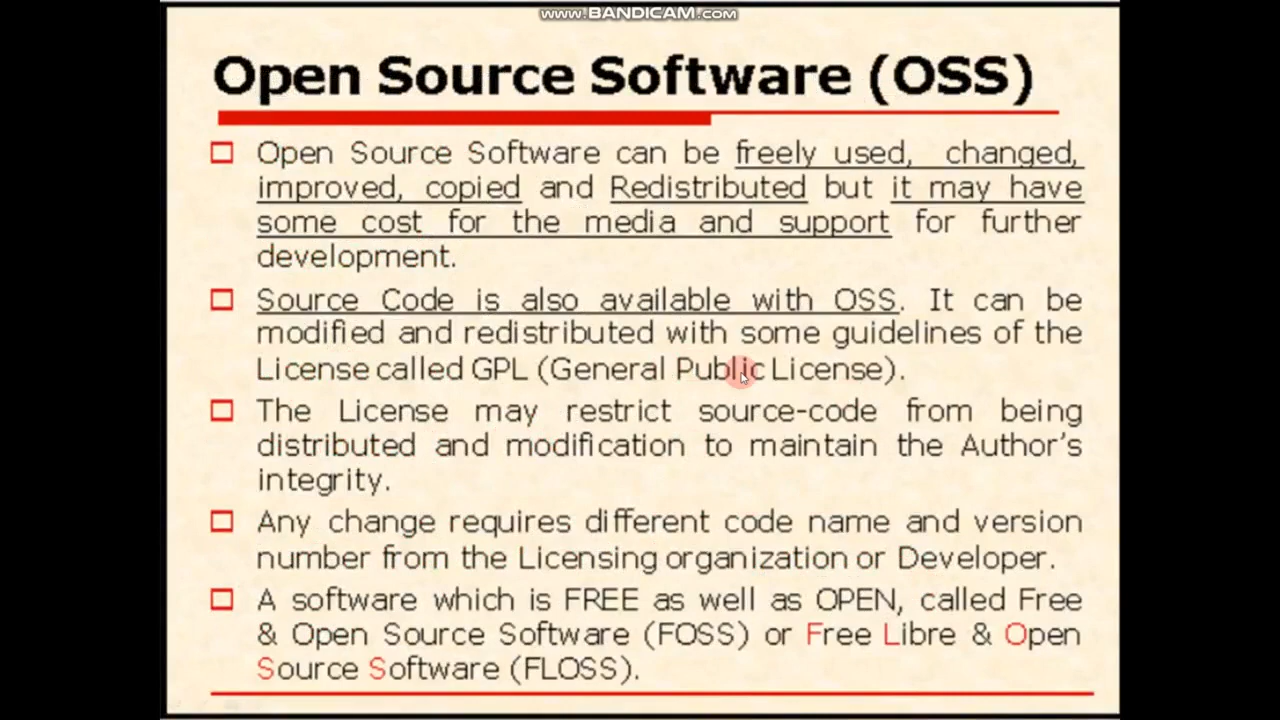 www.BANDICAM.com
Open Source Software (OSS)
Open Source Software can be freely used, changed,
improved, copied and Redistributed but it may have
some cost for the media and support for further
development.
Source Code is also available with OSS. It can be
modified and redistributed with some guidelines of the
License called GPL (General Public License).
The License may restrict source-code from being
distributed and modification to maintain the Author's
integrity.
Any change requires different code name and version
number from the Licensing organization or Developer.
A software which is FREE as well as OPEN, called Free
& Open Source Software (FOSS) or Free Libre & Open
Source Software (FLOSS).